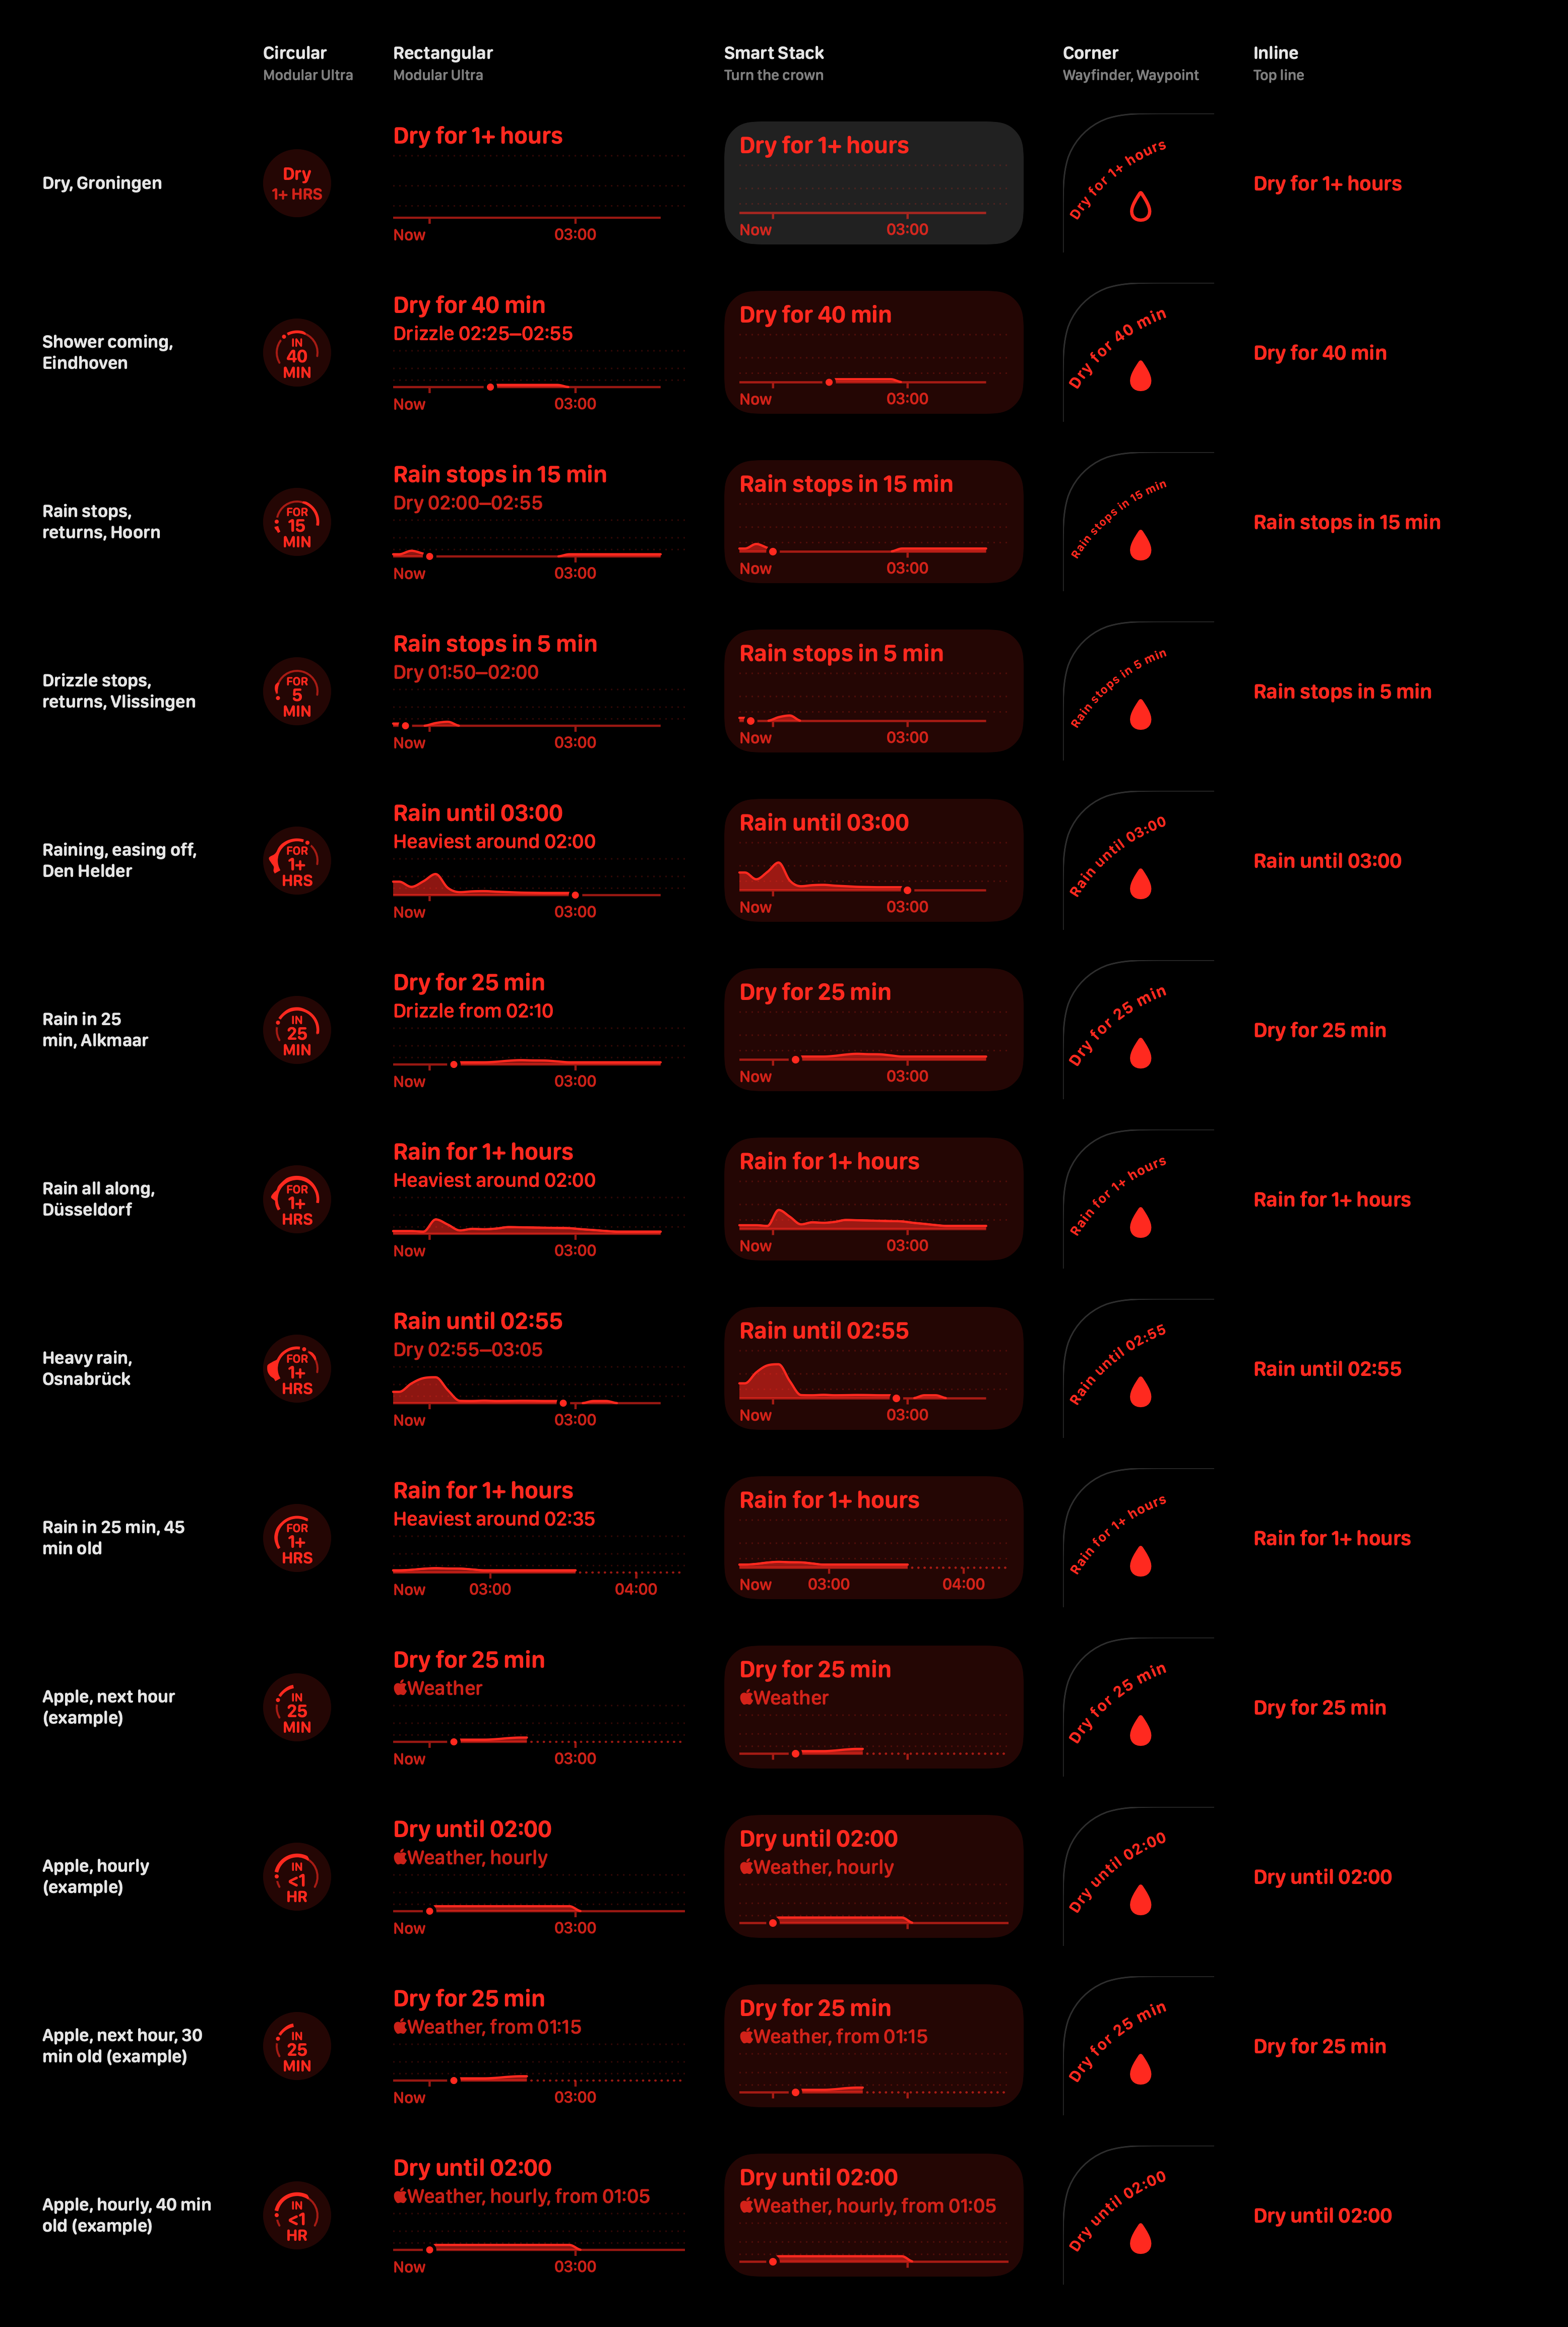 Circular
Modular Ultra
Rectangular
Modular Ultra
Smart Stack
Turn the crown
Corner
Wayfinder, Waypoint
Inline
Top line
Dry, Groningen
Dry
1+ HRS
Dry for 1+ hours
Now 03:00
Dry for 1+ hours
Now 03:00
Dry for 1+ hours
Dry for 1+ hours
Shower coming,
Eindhoven
IN
40
MIN
Dry for 40 min
Drizzle 02:25–02:55
Now 03:00
Dry for 40 min
Now 03:00
Dry for 40 min
Dry for 40 min
Rain stops,
returns, Hoorn
FOR
15
MIN
Rain stops in 15 min
Dry 02:00–02:55
Now 03:00
Rain stops in 15 min
Now 03:00
Rain stops in 15 min
Rain stops in 15 min
Drizzle stops,
returns, Vlissingen
FOR
5
MIN
Rain stops in 5 min
Dry 01:50–02:00
Now 03:00
Rain stops in 5 min
Now 03:00
Rain stops in 5 min
Rain stops in 5 min
Raining, easing off,
Den Helder
FOR
1+
HRS
Rain until 03:00
Heaviest around 02:00
Now 03:00
Rain until 03:00
Now 03:00
Rain until 03:00
Rain until 03:00
Rain in 25
min, Alkmaar
IN
25
MIN
Dry for 25 min
Drizzle from 02:10
Now 03:00
Dry for 25 min
Now 03:00
Dry for 25 min
Dry for 25 min
Rain all along,
Düsseldorf
FOR
1+
HRS
Rain for 1+ hours
Heaviest around 02:00
Now 03:00
Rain for 1+ hours
Now 03:00
Rain for 1+ hours
Rain for 1+ hours
Heavy rain,
Osnabrück
FOR
1+
HRS
Rain until 02:55
Dry 02:55–03:05
Now 03:00
Rain until 02:55
Now 03:00
Rain until 02:55
Rain until 02:55
Rain in 25 min, 45
min old
FOR
1+
HRS
Rain for 1+ hours
Heaviest around 02:35
Now 03:00 04:00
Rain for 1+ hours
Now 03:00 04:00
Rain for 1+ hours
Rain for 1+ hours
Apple, next hour
(example)
IN
25
MIN
Dry for 25 min
Weather
Now 03:00
Dry for 25 min
Weather
Dry for 25 min
Dry for 25 min
Apple, hourly
(example)
IN
<1
HR
Dry until 02:00
Weather, hourly
Now 03:00
Dry until 02:00
Weather, hourly
Dry until 02:00
Dry until 02:00
Apple, next hour, 30
min old (example)
IN
25
MIN
Dry for 25 min
Weather, from 01:15
Now 03:00
Dry for 25 min
Weather, from 01:15
Dry for 25 min
Dry for 25 min
Apple, hourly, 40 min
old (example)
IN
<1
HR
Dry until 02:00
Weather, hourly, from 01:05
Now 03:00
Dry until 02:00
Weather, hourly, from 01:05
Dry until 02:00
Dry until 02:00